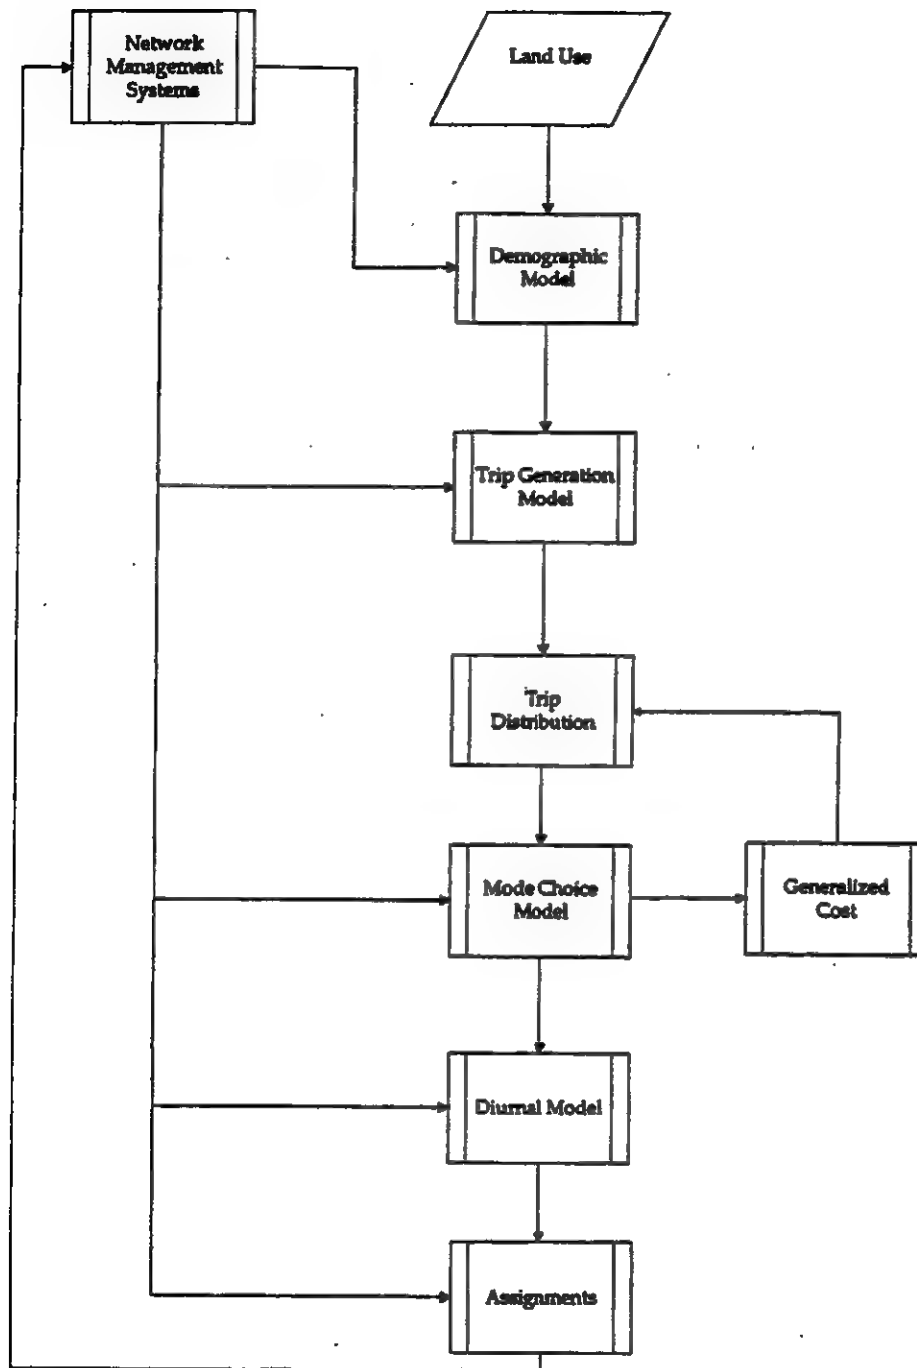 Network
Management
Systems
Land Use
Demographic
Model
Trip Generation
Model
Trip
Distribution
Mode Choice
Model
Generalized
Cost
Diurnal Model
Assignments